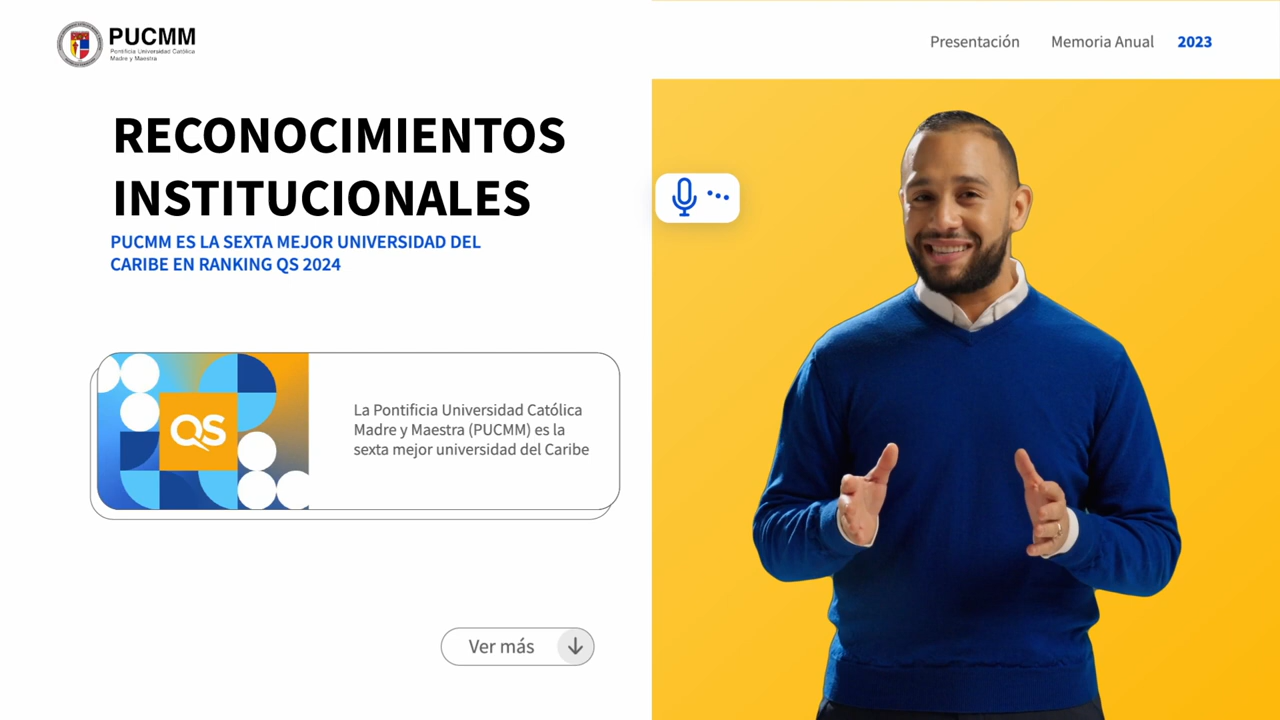 PUCMM
Pontificia Universidad Católica
Madre y Maestra
Presentación
Memoria Anual
2023
RECONOCIMIENTOS
INSTITUCIONALES
PUCMM ES LA SEXTA MEJOR UNIVERSIDAD DEL
CARIBE EN RANKING QS 2024
QS
La Pontificia Universidad Católica
Madre y Maestra (PUCMM) es la
sexta mejor universidad del Caribe
Ver más